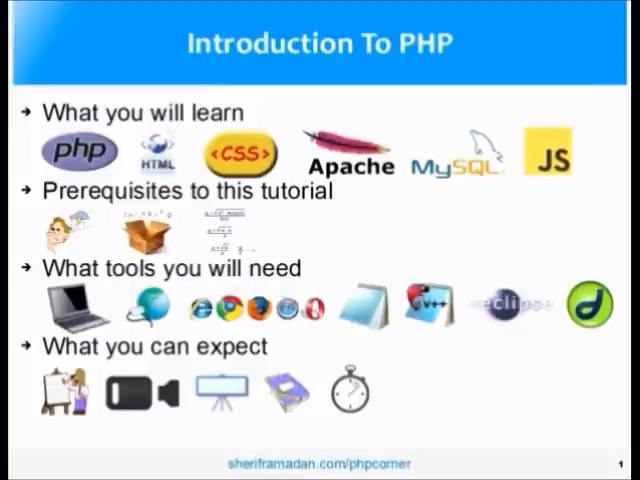 Introduction To PHP
What you will learn
php HTML <CSS> Apache MySQL JS
Prerequisites to this tutorial
What tools you will need
V++ eclipse
What you can expect
sheriframadan.com/phpcorner 1